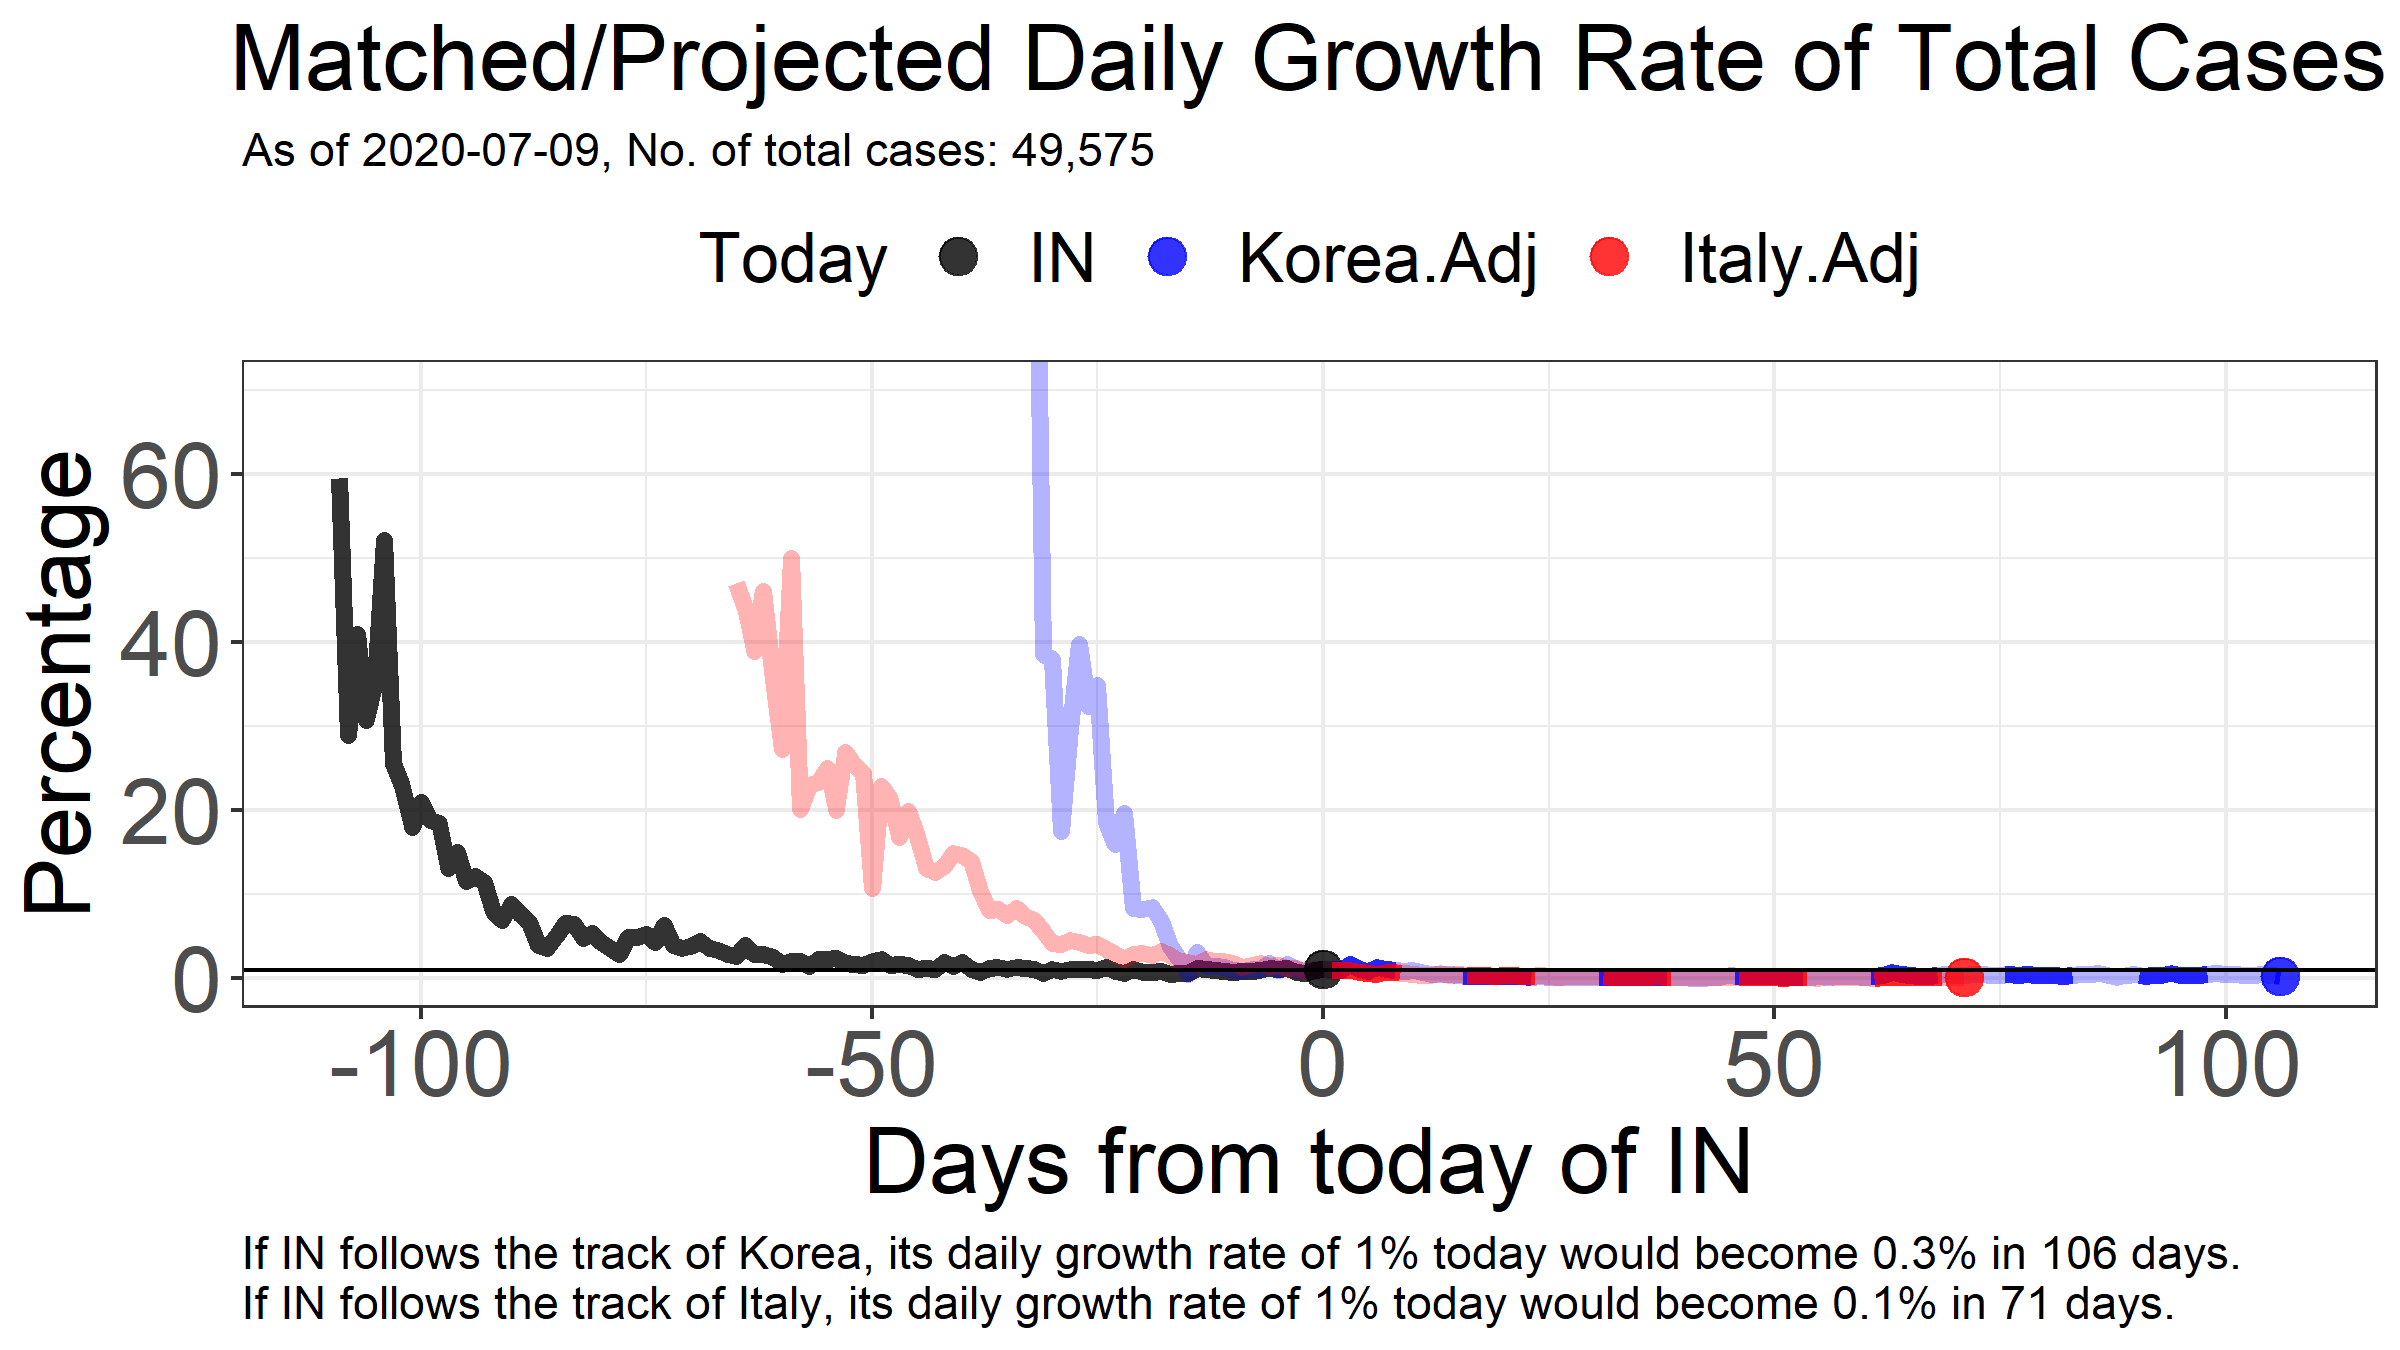 Matched/Projected Daily Growth Rate of Total Cases
As of 2020-07-09, No. of total cases: 49,575
Today IN Korea.Adj Italy.Adj
Percentage
60
40
20
0
-100 -50 0 50 100
Days from today of IN
If IN follows the track of Korea, its daily growth rate of 1% today would become 0.3% in 106 days.
If IN follows the track of Italy, its daily growth rate of 1% today would become 0.1% in 71 days.